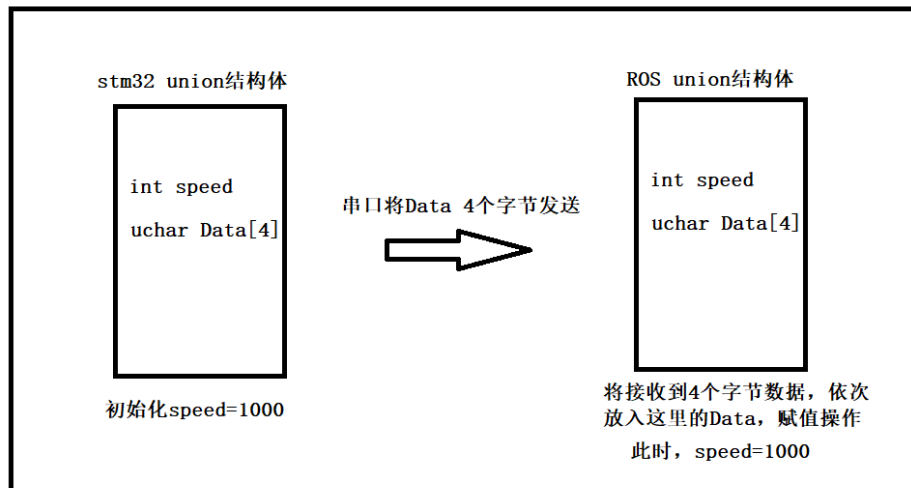 stm32 union结构体
int speed
uchar Data[4]
初始化speed=1000
串口将Data 4个字节发送
ROS union结构体
int speed
uchar Data[4]
将接收到4个字节数据，依次
放入这里的Data，赋值操作
此时，speed=1000